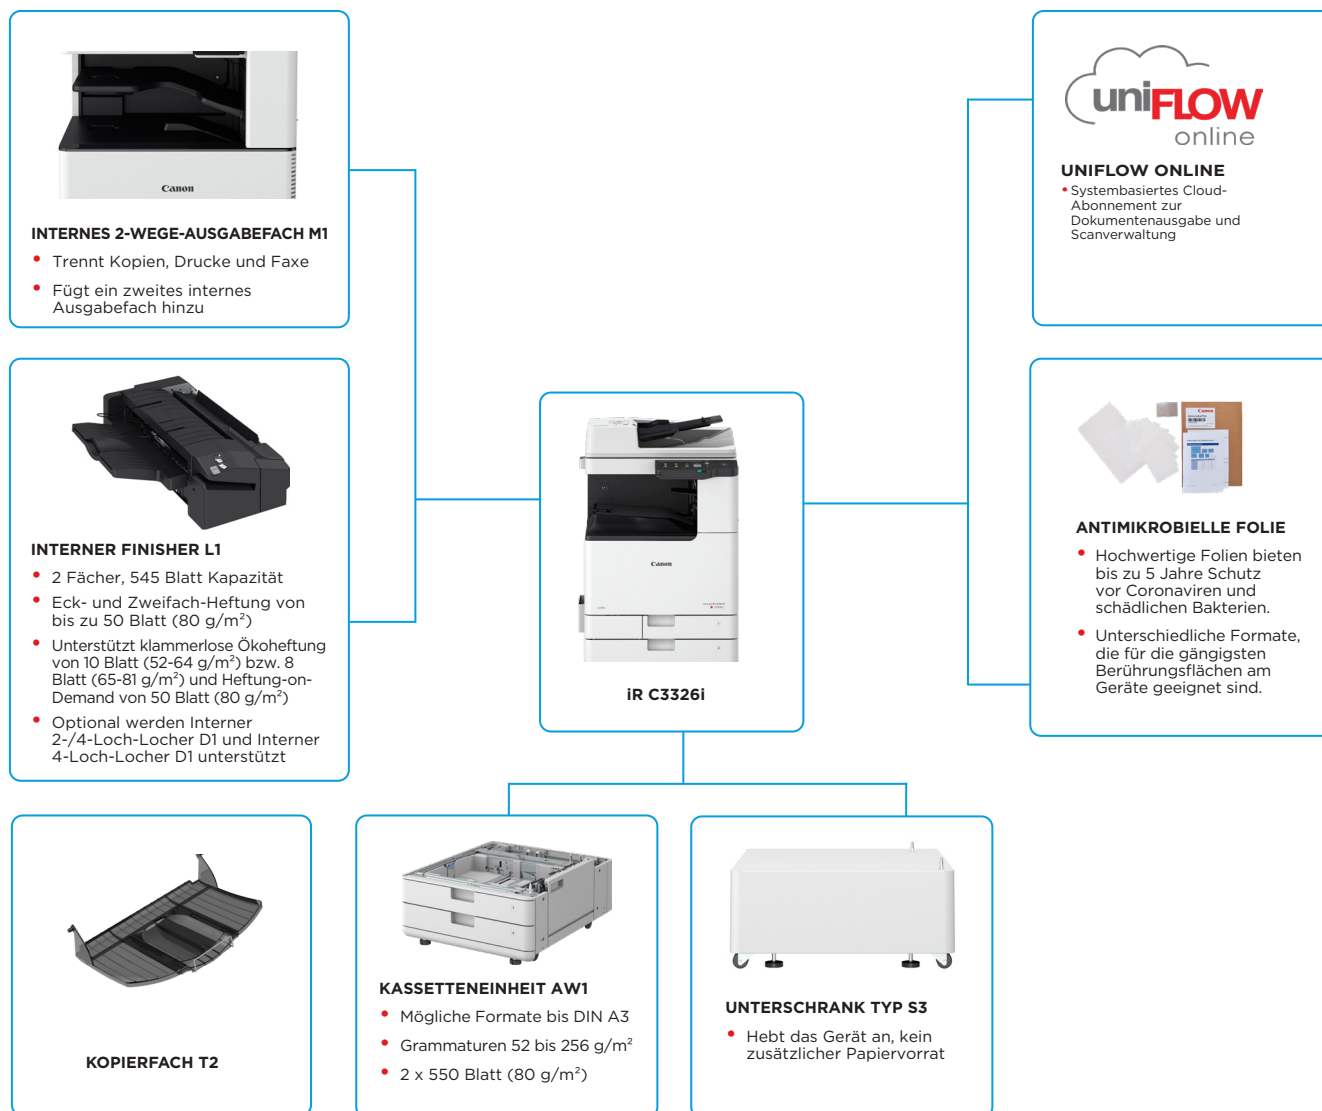 Canon
INTERNES 2-WEGE-AUSGABEFACH M1
• Trennt Kopien, Drucke und Faxe
• Fügt ein zweites internes
Ausgabefach hinzu
uniFLOW
online
UNIFLOW ONLINE
• Systembasiertes Cloud-
Abonnement zur
Dokumentenausgabe und
Scanverwaltung
INTERNER FINISHER L1
• 2 Fächer, 545 Blatt Kapazität
• Eck- und Zweifach-Heftung von
bis zu 50 Blatt (80 g/m²)
• Unterstützt klammerlose Ökoheftung
von 10 Blatt (52-64 g/m²) bzw. 8
Blatt (65-81 g/m²) und Heftung-on-
Demand von 50 Blatt (80 g/m²)
• Optional werden Interner
2-/4-Loch-Locher D1 und Interner
4-Loch-Locher D1 unterstützt
Canon
iR C3326i
Canon
ANTIMIKROBIELLE FOLIE
• Hochwertige Folien bieten
bis zu 5 Jahre Schutz
vor Coronaviren und
schädlichen Bakterien.
• Unterschiedliche Formate,
die für die gängigsten
Berührungsflächen am
Geräte geeignet sind.
KOPIERFACH T2
KASSETTENEINHEIT AW1
• Mögliche Formate bis DIN A3
• Grammaturen 52 bis 256 g/m²
• 2 x 550 Blatt (80 g/m²)
UNTERSCHRANK TYP S3
• Hebt das Gerät an, kein
zusätzlicher Papiervorrat